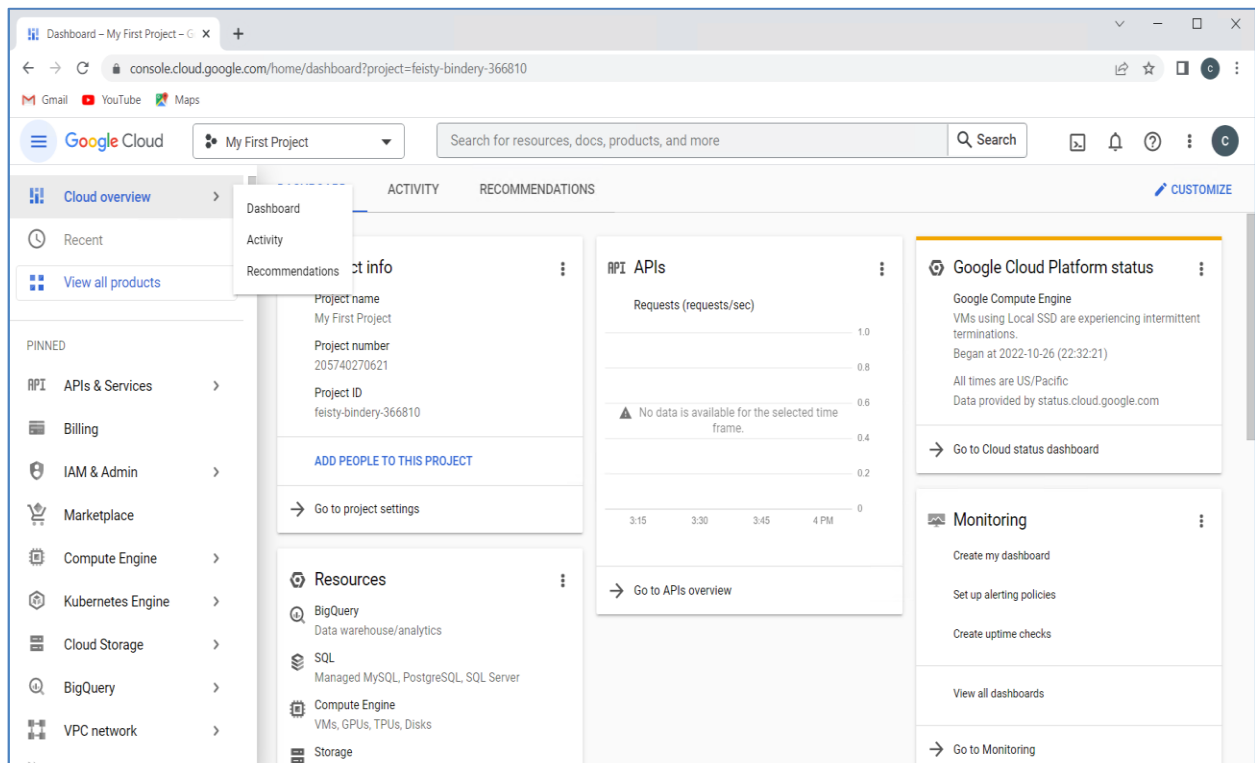 Dashboard – My First Project – G
console.cloud.google.com/home/dashboard?project=feisty-bindery-366810
C
Gmail
YouTube
Maps
Google Cloud
My First Project
Search for resources, docs, products, and more
Search
C
Cloud overview
Recent
View all products
PINNED
API APIs & Services
Billing
IAM & Admin
Marketplace
Compute Engine
Kubernetes Engine
Cloud Storage
BigQuery
VPC network
Dashboard
Activity
Recommendations
ACTIVITY
RECOMMENDATIONS
CUSTOMIZE
ct info
Project name
My First Project
Project number
205740270621
Project ID
feisty-bindery-366810
ADD PEOPLE TO THIS PROJECT
Go to project settings
Resources
BigQuery
Data warehouse/analytics
SQL
Managed MySQL, PostgreSQL, SQL Server
Compute Engine
VMs, GPUs, TPUs, Disks
Storage
API APIs
Requests (requests/sec)
1.0
0.8
0.6
No data is available for the selected time
frame.
0.4
0.2
0
3:15 3:30 3:45 4 PM
Go to APIs overview
Google Cloud Platform status
Google Compute Engine
VMs using Local SSD are experiencing intermittent
terminations.
Began at 2022-10-26 (22:32:21)
All times are US/Pacific
Data provided by status.cloud.google.com
Go to Cloud status dashboard
Monitoring
Create my dashboard
Set up alerting policies
Create uptime checks
View all dashboards
Go to Monitoring